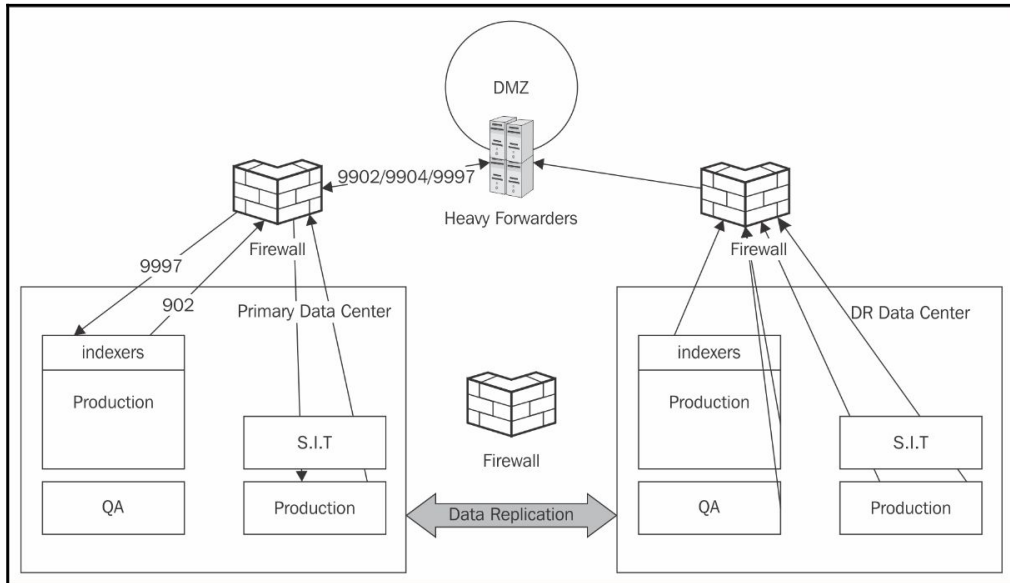 DMZ
9902/9904/9997
Heavy Forwarders
Firewall
Firewall
9997
902
Primary Data Center
indexers
Production
S.I.T
QA
Production
Firewall
Data Replication
DR Data Center
indexers
Production
S.I.T
QA
Production